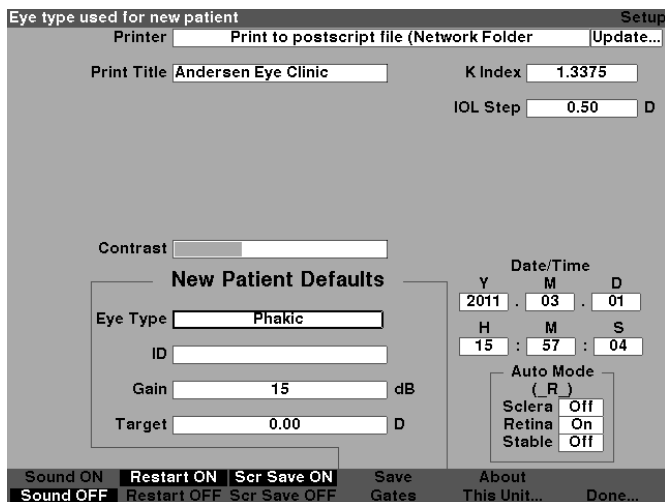 Eye type used for new patient Setup
Printer Print to postscript file (Network Folder Update...
Print Title Andersen Eye Clinic K Index 1.3375
IOL Step 0.50 D
Contrast
New Patient Defaults
Eye Type Phakic
ID
Gain 15 dB
Target 0.00 D
Date/Time
Y M D
2011 . 03 . 01
H M S
15 : 57 : 04
Auto Mode
(_R_)
Sclera Off
Retina On
Stable Off
Sound ON Restart ON Scr Save ON Save About
Sound OFF Restart OFF Scr Save OFF Gates This Unit... Done...